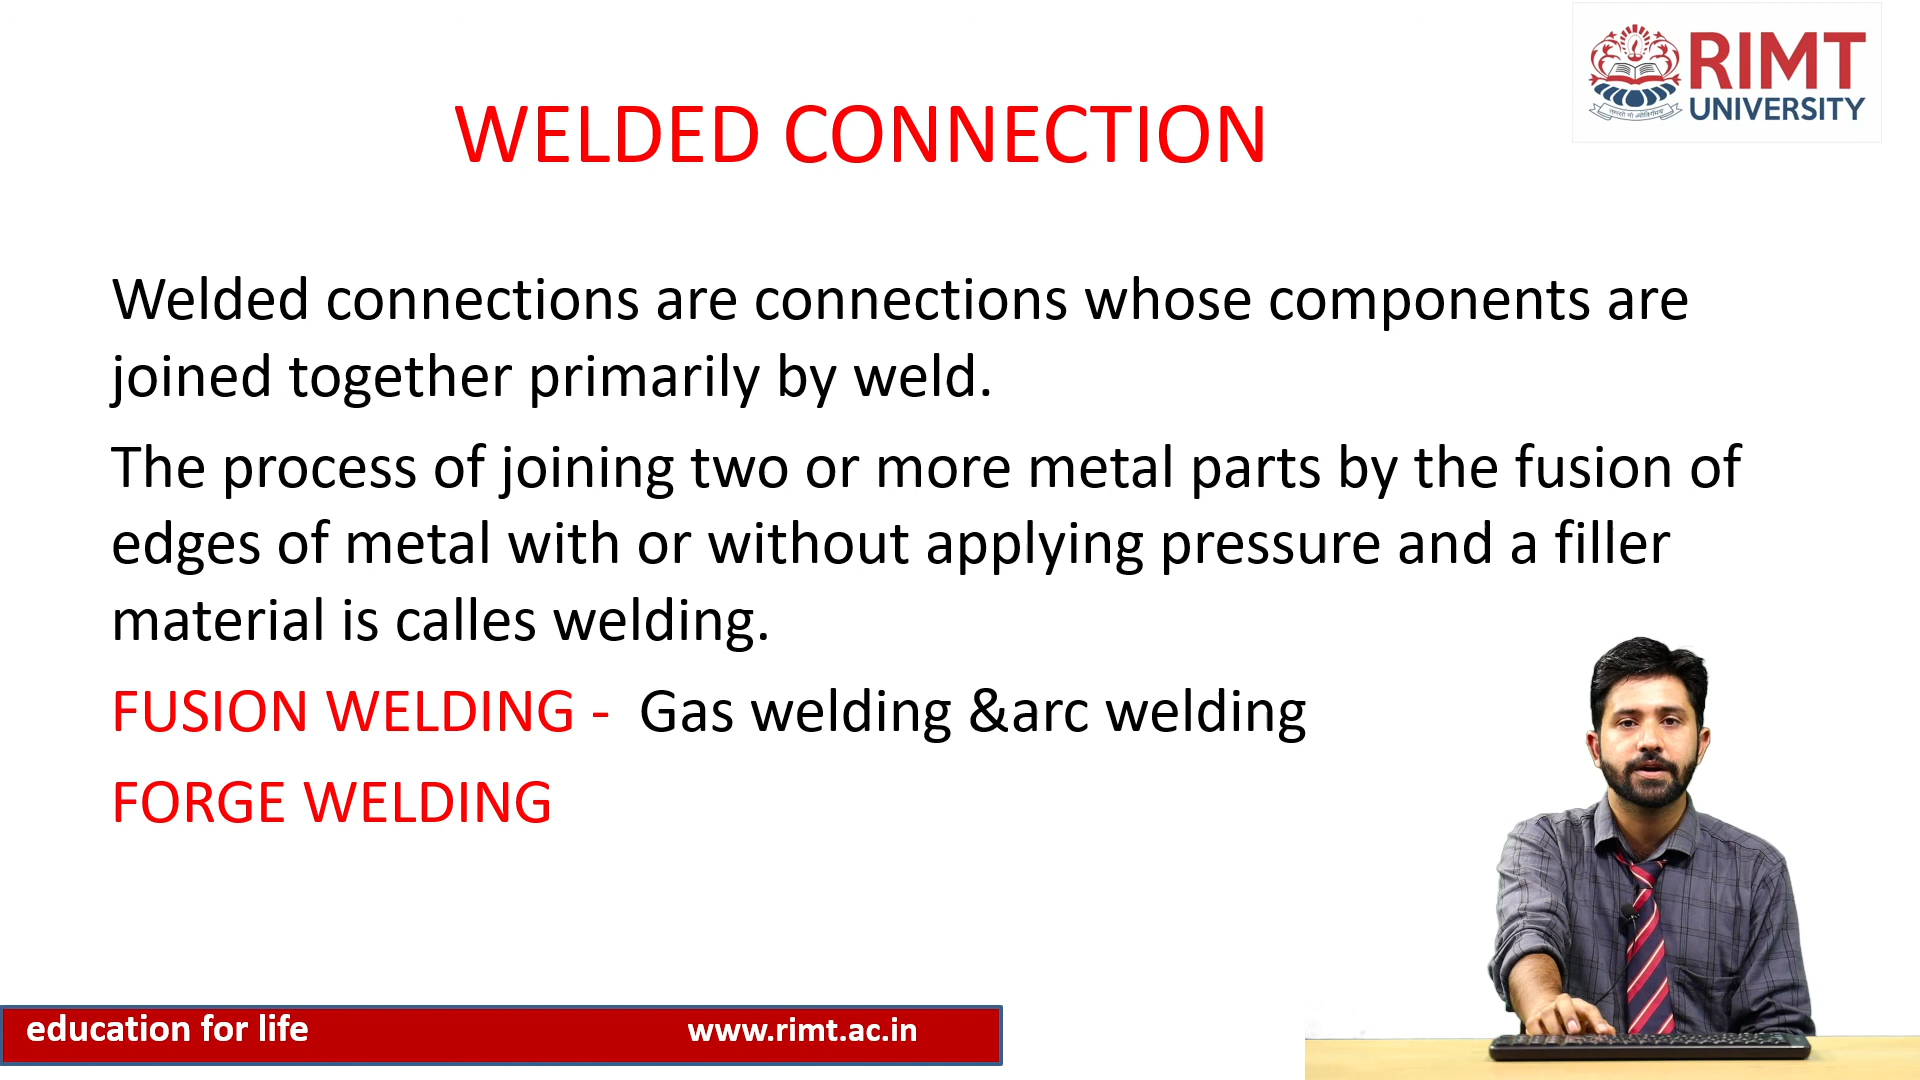 RIMT
UNIVERSITY
WELDED CONNECTION
Welded connections are connections whose components are
joined together primarily by weld.
The process of joining two or more metal parts by the fusion of
edges of metal with or without applying pressure and a filler
material is calles welding.
FUSION WELDING - Gas welding &arc welding
FORGE WELDING
education for life www.rimt.ac.in